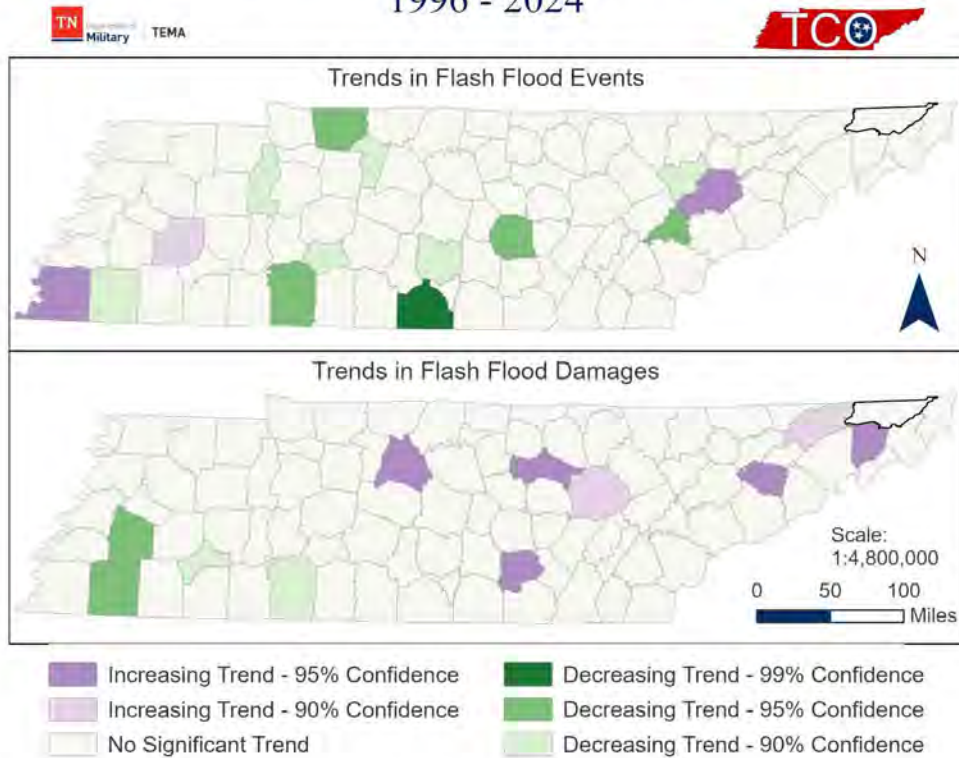 1996 - 2024
TN
Military
TEMA
TCO
Trends in Flash Flood Events
N
Trends in Flash Flood Damages
Scale:
1:4,800,000
0 50 100
Miles
Increasing Trend - 95% Confidence
Increasing Trend - 90% Confidence
No Significant Trend
Decreasing Trend - 99% Confidence
Decreasing Trend - 95% Confidence
Decreasing Trend - 90% Confidence